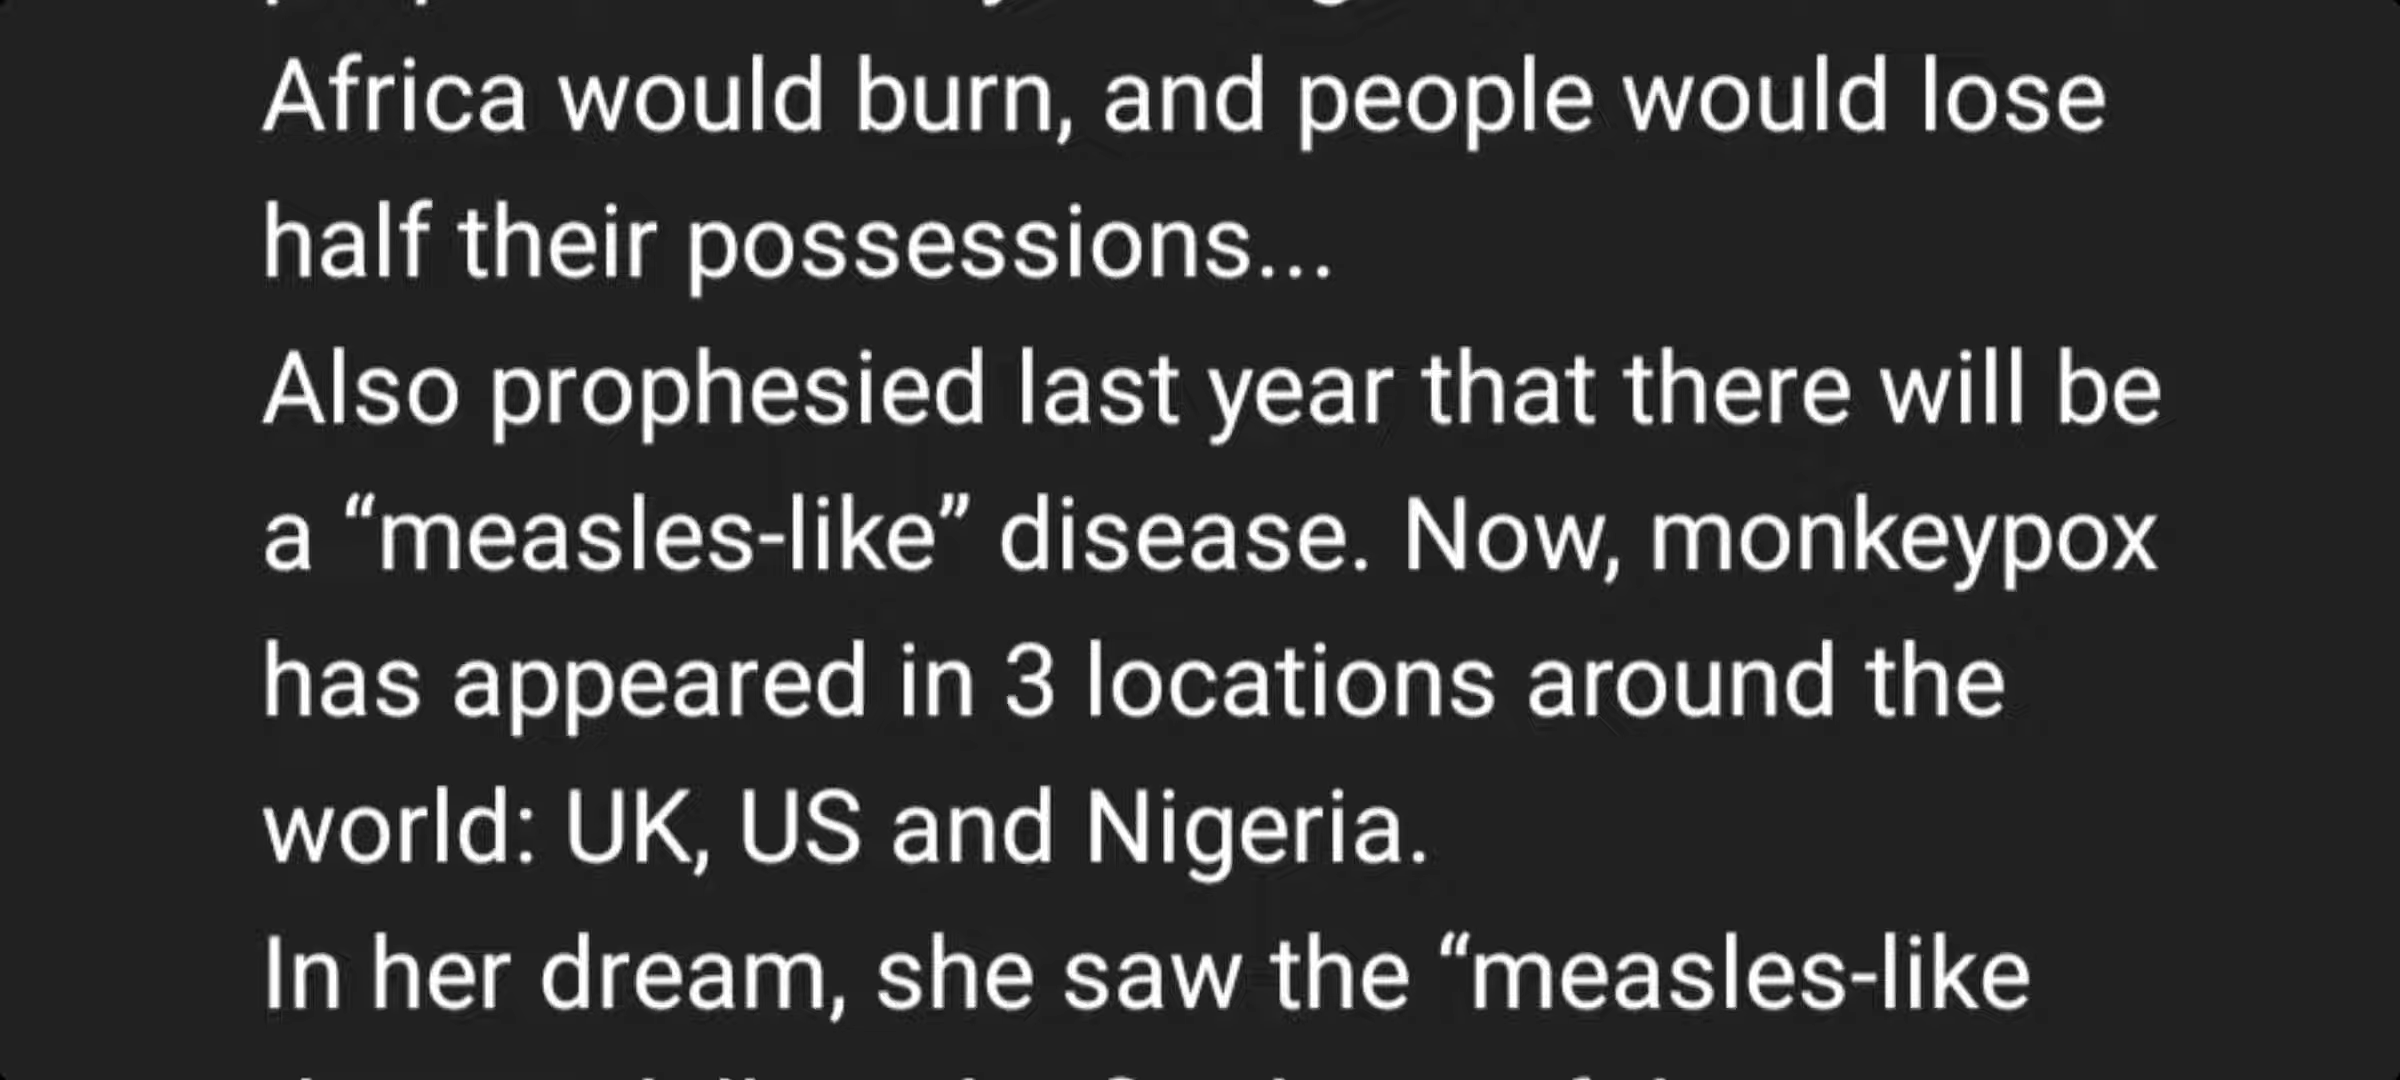 Africa would burn, and people would lose
half their possessions...
Also prophesied last year that there will be
a “measles-like” disease. Now, monkeypox
has appeared in 3 locations around the
world: UK, US and Nigeria.
In her dream, she saw the “measles-like